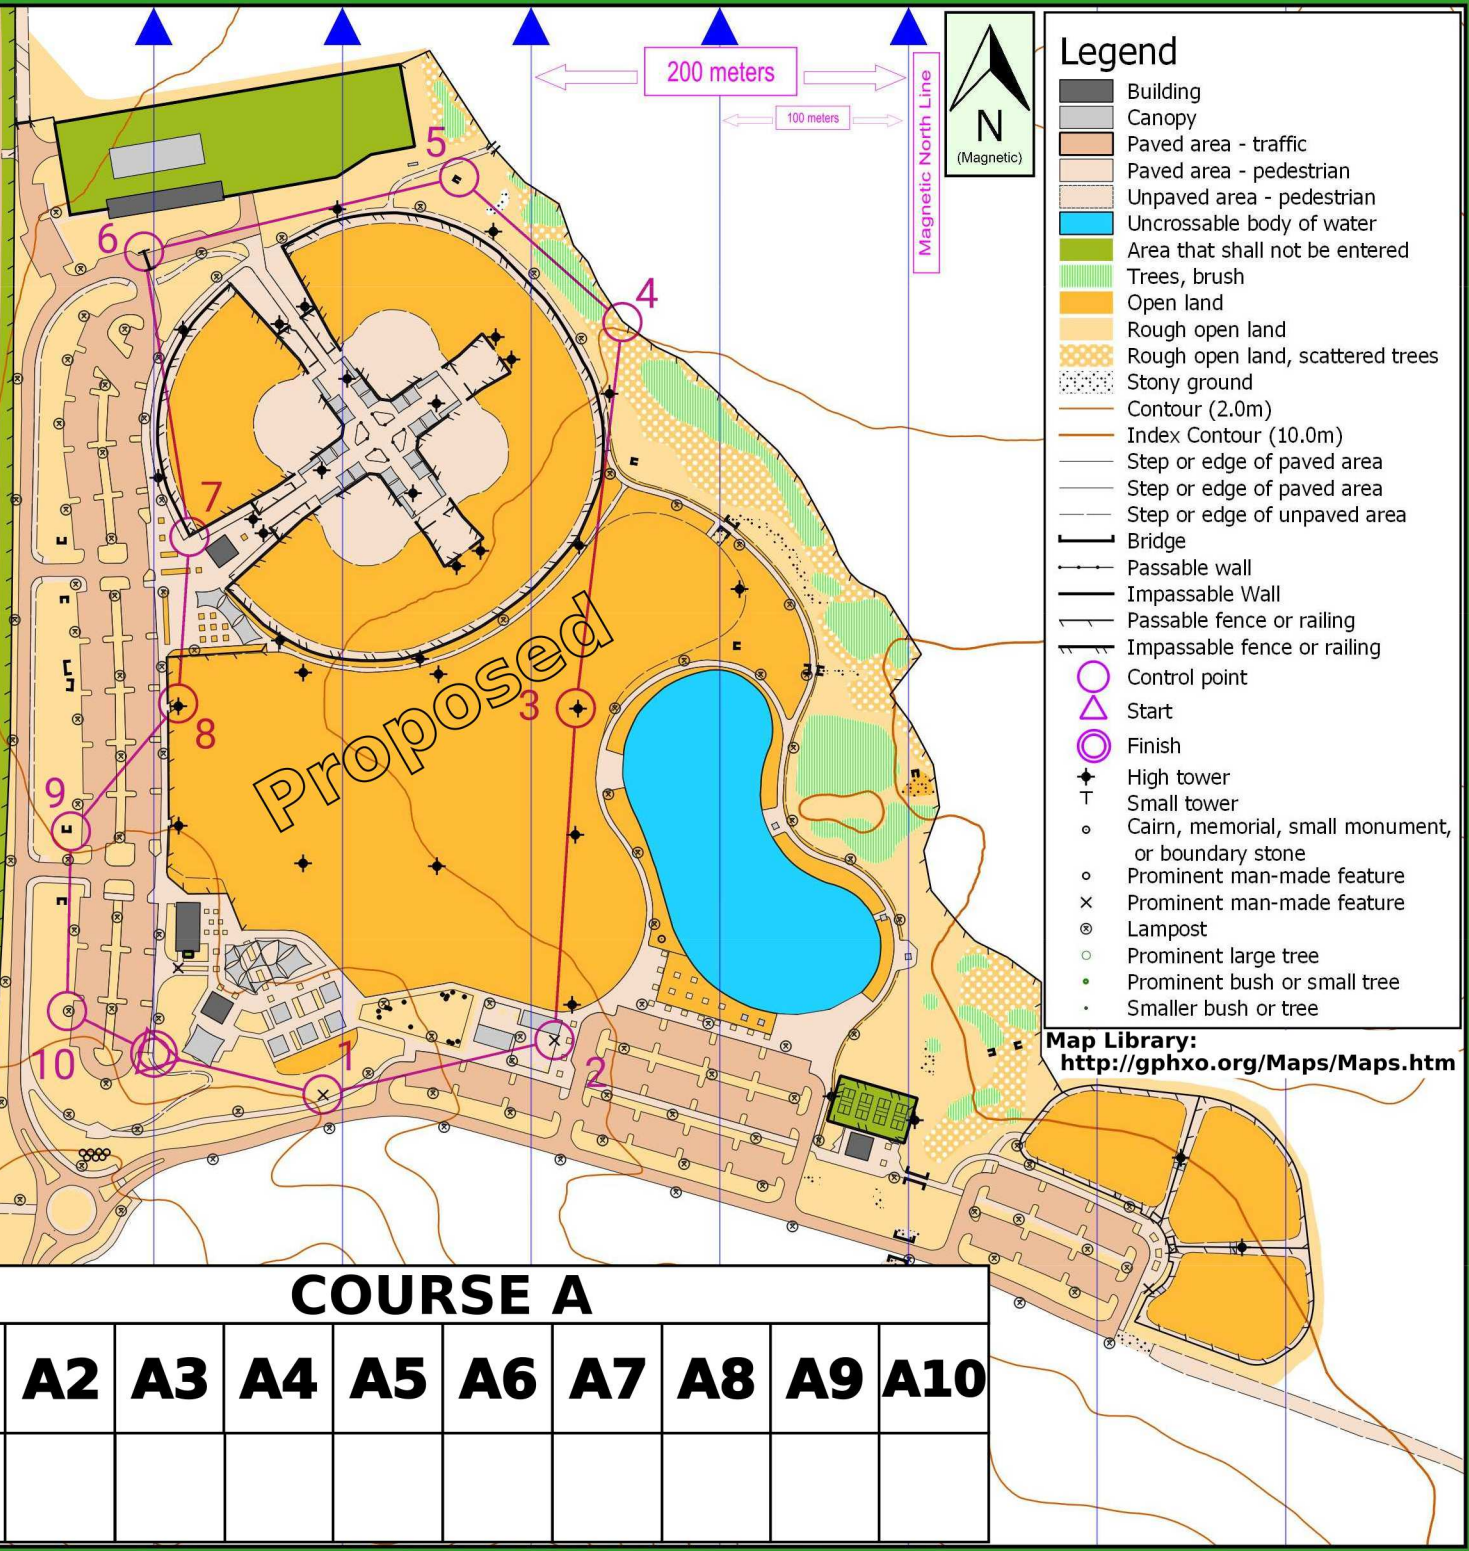 200 meters
100 meters
Magnetic North Line
N
(Magnetic)
Legend
Building
Canopy
Paved area - traffic
Paved area - pedestrian
Unpaved area - pedestrian
Uncrossable body of water
Area that shall not be entered
Trees, brush
Open land
Rough open land
Rough open land, scattered trees
Stony ground
Contour (2.0m)
Index Contour (10.0m)
Step or edge of paved area
Step or edge of paved area
Step or edge of unpaved area
Bridge
Passable wall
Impassable Wall
Passable fence or railing
Impassable fence or railing
Control point
Start
Finish
High tower
Small tower
Cairn, memorial, small monument,
or boundary stone
Prominent man-made feature
Prominent man-made feature
Lampost
Prominent large tree
Prominent bush or small tree
Smaller bush or tree
Map Library:
http://gphxo.org/Maps/Maps.htm
5
6
4
7
Proposed
3
8
9
1
10
2
COURSE A
A2 A3 A4 A5 A6 A7 A8 A9 A10